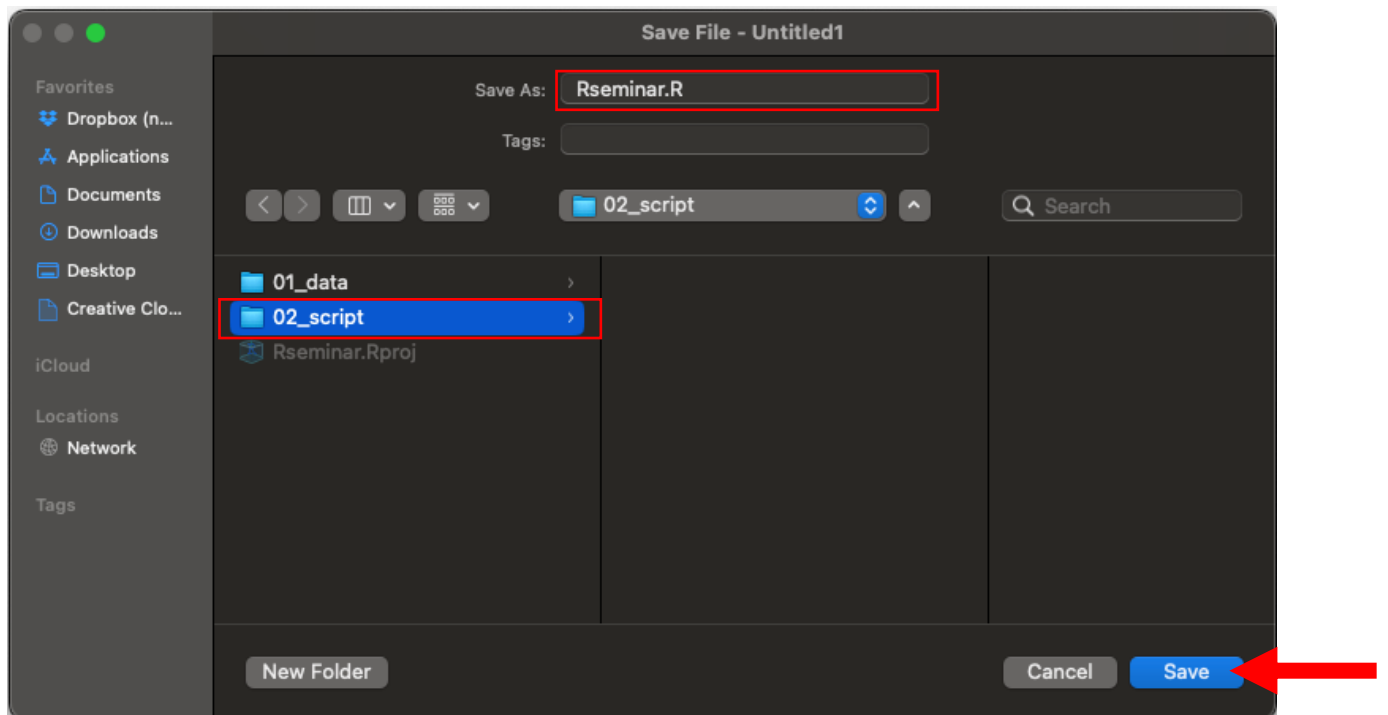 Save File - Untitled1
Favorites
Dropbox (n...
Applications
Documents
Downloads
Desktop
Creative Clo...
iCloud
Locations
Network
Tags
Save As: Rseminar.R
Tags:
02_script
Search
01_data
02_script
Rseminar.Rproj
New Folder
Cancel
Save